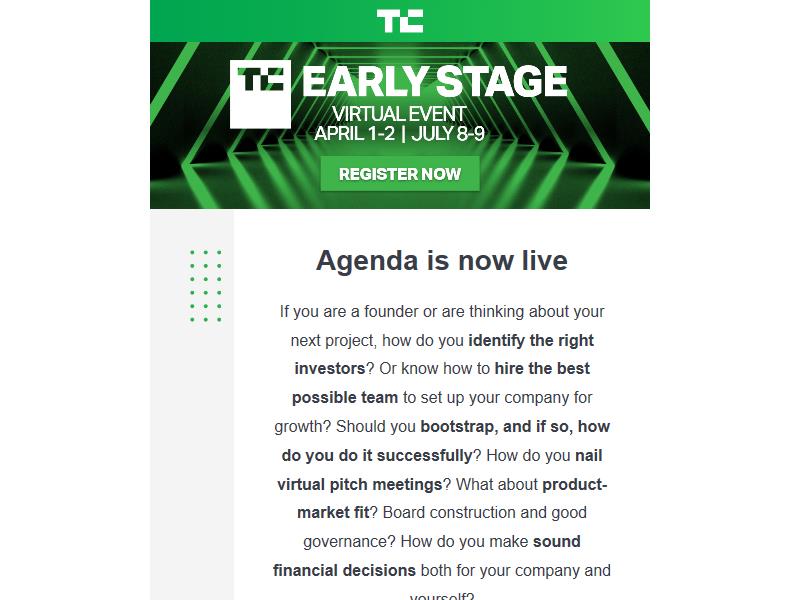 TC
TC EARLY STAGE
VIRTUAL EVENT
APRIL 1-2 | JULY 8-9
REGISTER NOW
Agenda is now live
If you are a founder or are thinking about your
next project, how do you identify the right
investors? Or know how to hire the best
possible team to set up your company for
growth? Should you bootstrap, and if so, how
do you do it successfully? How do you nail
virtual pitch meetings? What about product-
market fit? Board construction and good
governance? How do you make sound
financial decisions both for your company and
yourself?